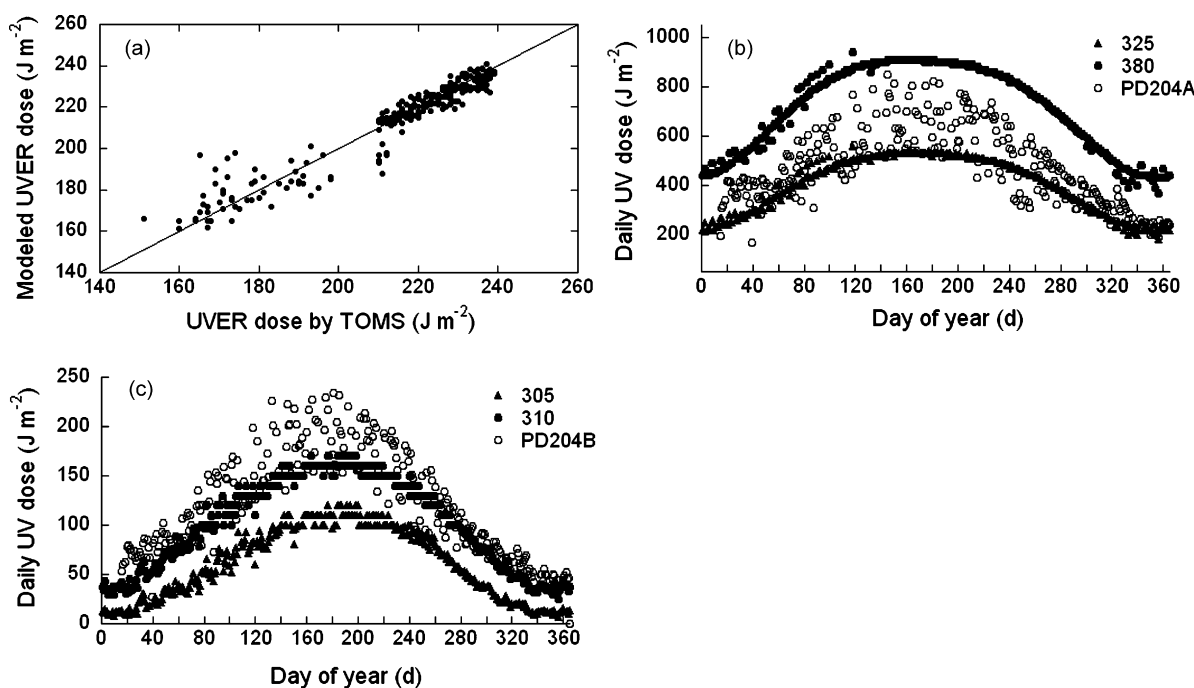 (a)
260
240
220
200
180
160
140
140 160 180 200 220 240 260
Modeled UVER dose (J m-2)
UVER dose by TOMS (J m-2)
(b)
325
380
PD204A
1000
800
600
400
200
0 40 80 120 160 200 240 280 320 360
Daily UV dose (J m-2)
Day of year (d)
(c)
305
310
PD204B
250
200
150
100
50
0
0 40 80 120 160 200 240 280 320 360
Daily UV dose (J m-2)
Day of year (d)